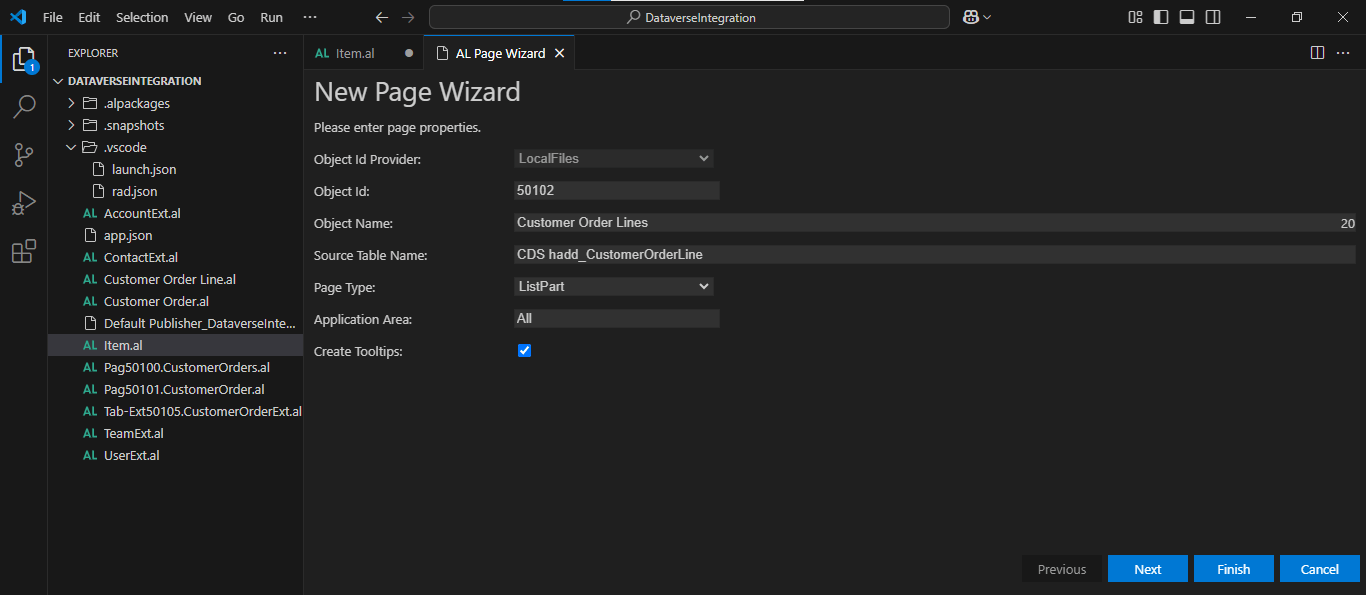 File Edit Selection View Go Run ···
DataverseIntegration
EXPLORER ···
1
DATAVERSEINTEGRATION
.alpackages
.snapshots
.vscode
launch.json
rad.json
AL AccountExt.al
app.json
AL ContactExt.al
AL Customer Order Line.al
AL Customer Order.al
Default Publisher_DataverseInte...
AL Item.al
AL Pag50100.CustomerOrders.al
AL Pag50101.CustomerOrder.al
AL Tab-Ext50105.CustomerOrderExt.al
AL TeamExt.al
AL UserExt.al
AL Item.al
AL Page Wizard
New Page Wizard
Please enter page properties.
Object Id Provider: LocalFiles
Object Id: 50102
Object Name: Customer Order Lines 20
Source Table Name: CDS hadd_CustomerOrderLine
Page Type: ListPart
Application Area: All
Create Tooltips:
Previous Next Finish Cancel